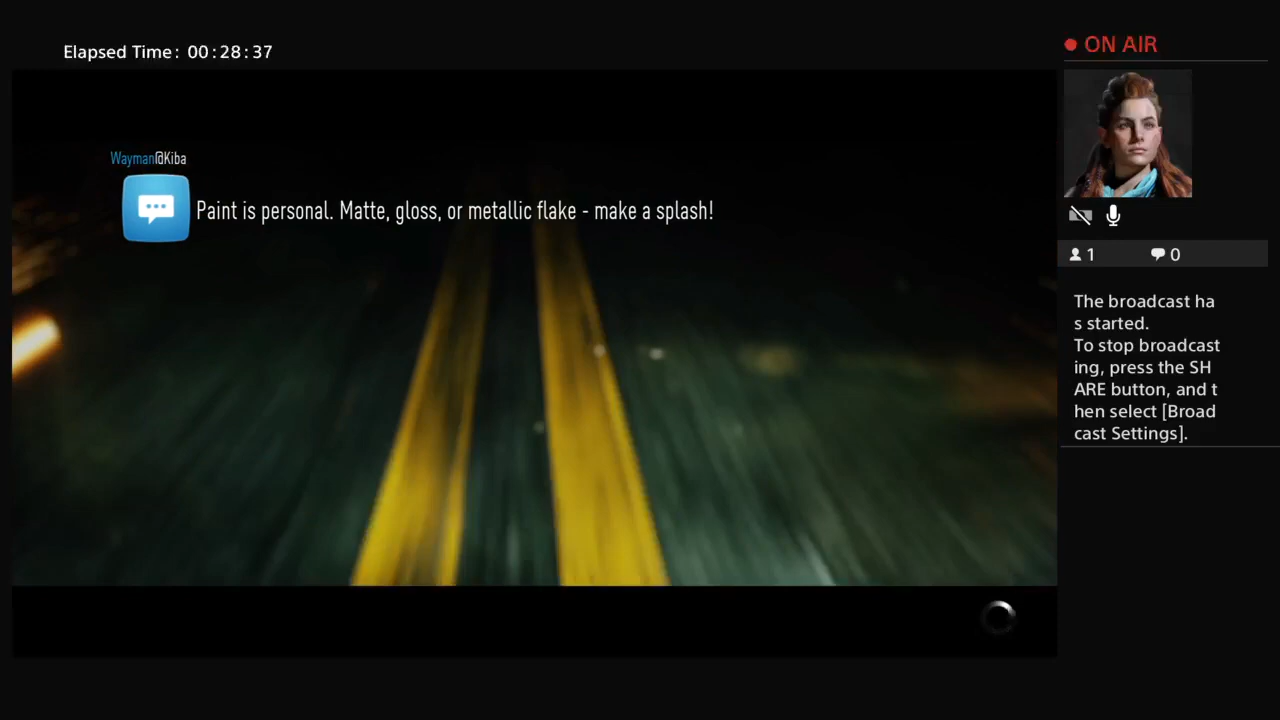 Elapsed Time: 00:28:37
ON AIR
Wayman@Kiba
Paint is personal. Matte, gloss, or metallic flake - make a splash!
1 0
The broadcast ha
s started.
To stop broadcast
ing, press the SH
ARE button, and t
hen select [Broad
cast Settings].